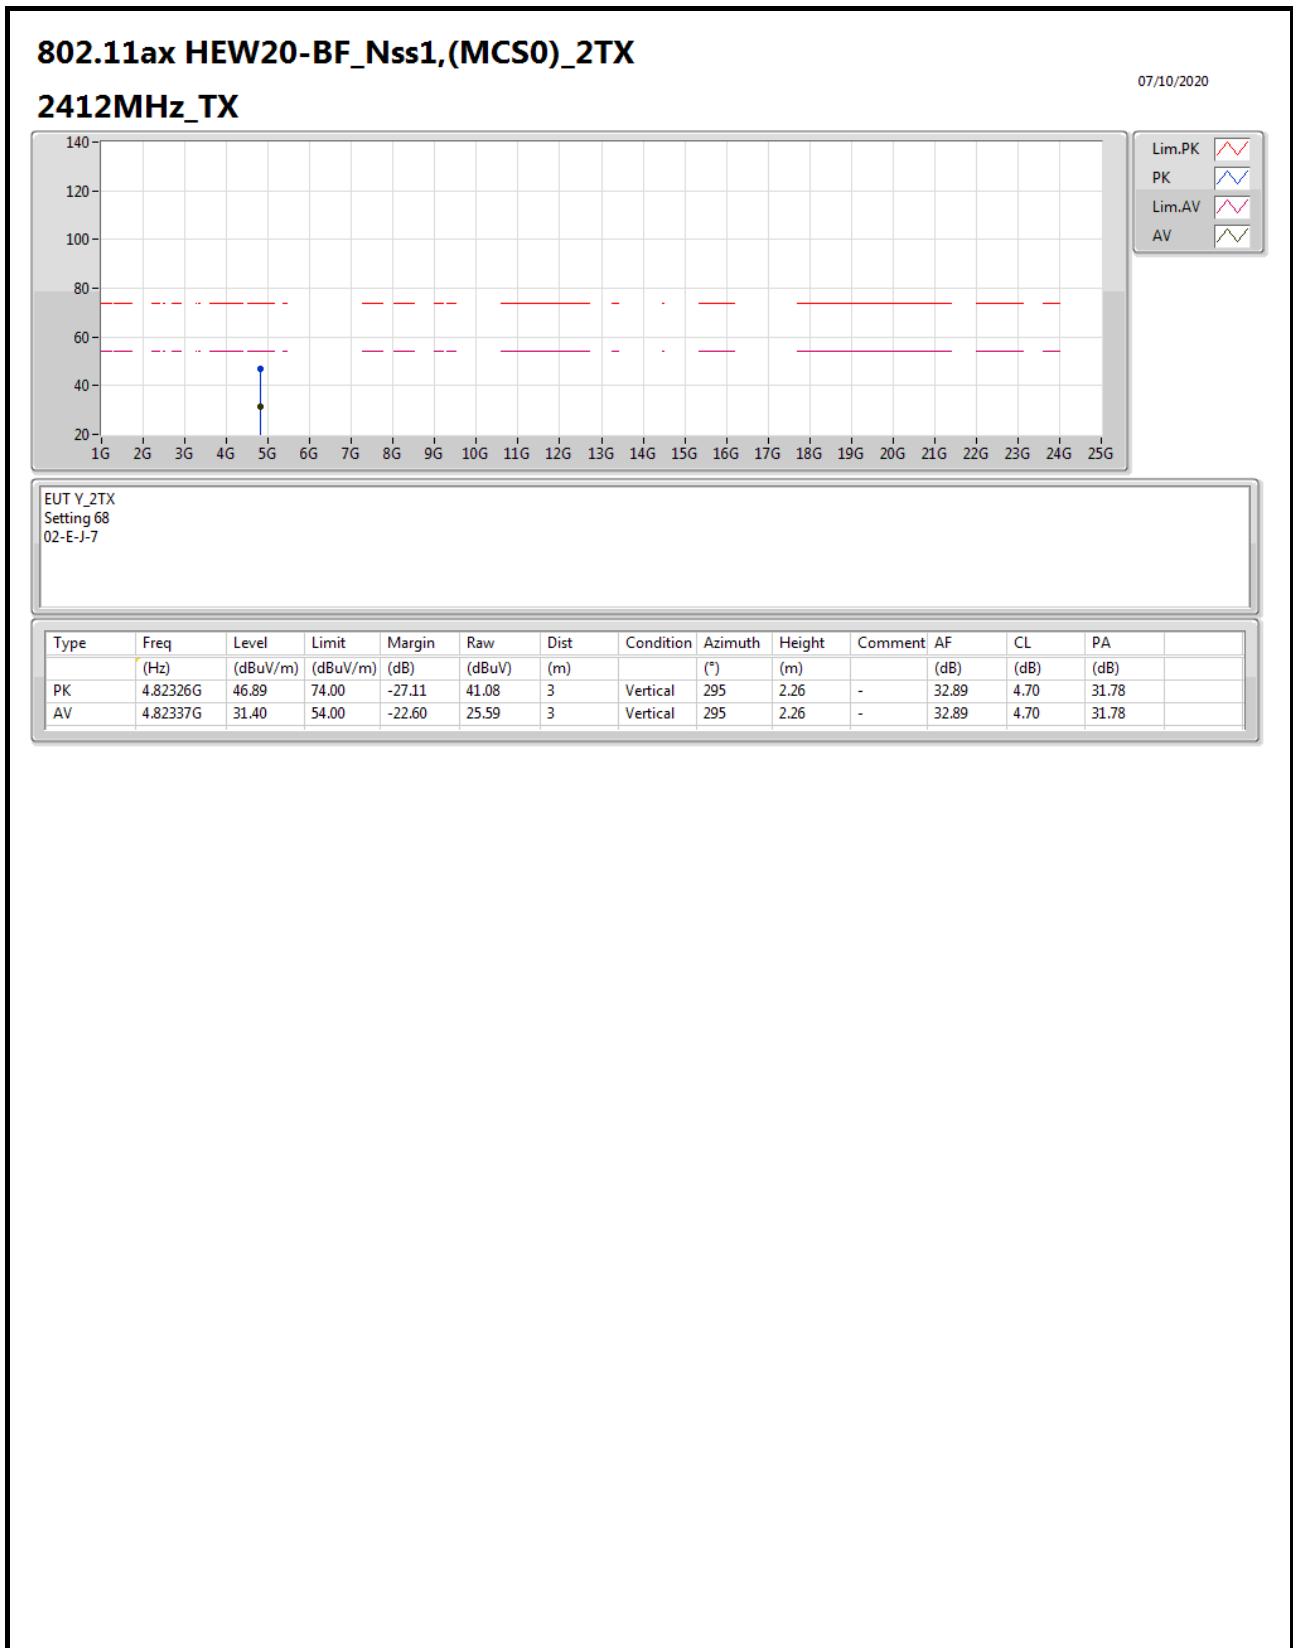 802.11ax HEW20-BF_Nss1,(MCS0)_2TX
07/10/2020
2412MHz_TX
140
120
100
80
60
40
20
1G 2G 3G 4G 5G 6G 7G 8G 9G 10G 11G 12G 13G 14G 15G 16G 17G 18G 19G 20G 21G 22G 23G 24G 25G
Lim.PK
PK
Lim.AV
AV
EUT Y_2TX
Setting 68
02-E-J-7
Type Freq Level Limit Margin Raw Dist Condition Azimuth Height Comment AF CL PA
(Hz) (dBuV/m) (dBuV/m) (dB) (dBuV) (m) (°) (m) (dB) (dB) (dB)
PK 4.82326G 46.89 74.00 -27.11 41.08 3 Vertical 295 2.26 - 32.89 4.70 31.78
AV 4.82337G 31.40 54.00 -22.60 25.59 3 Vertical 295 2.26 - 32.89 4.70 31.78